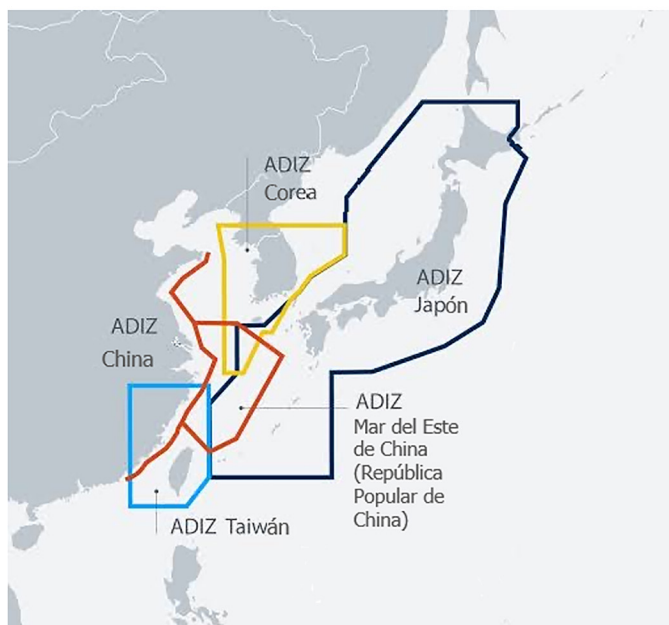 ADIZ
Corea
ADIZ
Japón
ADIZ
China
ADIZ
Mar del Este
de China
(República
Popular de
China)
ADIZ Taiwán